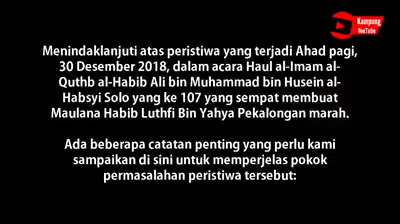 Kampung
YouTube
Menindaklanjuti atas peristiwa yang terjadi Ahad pagi,
30 Desember 2018, dalam acara Haul al-Imam al-
Quthb al-Habib Ali bin Muhammad bin Husein al-
Habsyi Solo yang ke 107 yang sempat membuat
Maulana Habib Luthfi Bin Yahya Pekalongan marah.
Ada beberapa catatan penting yang perlu kami
sampaikan di sini untuk memperjelas pokok
permasalahan peristiwa tersebut: